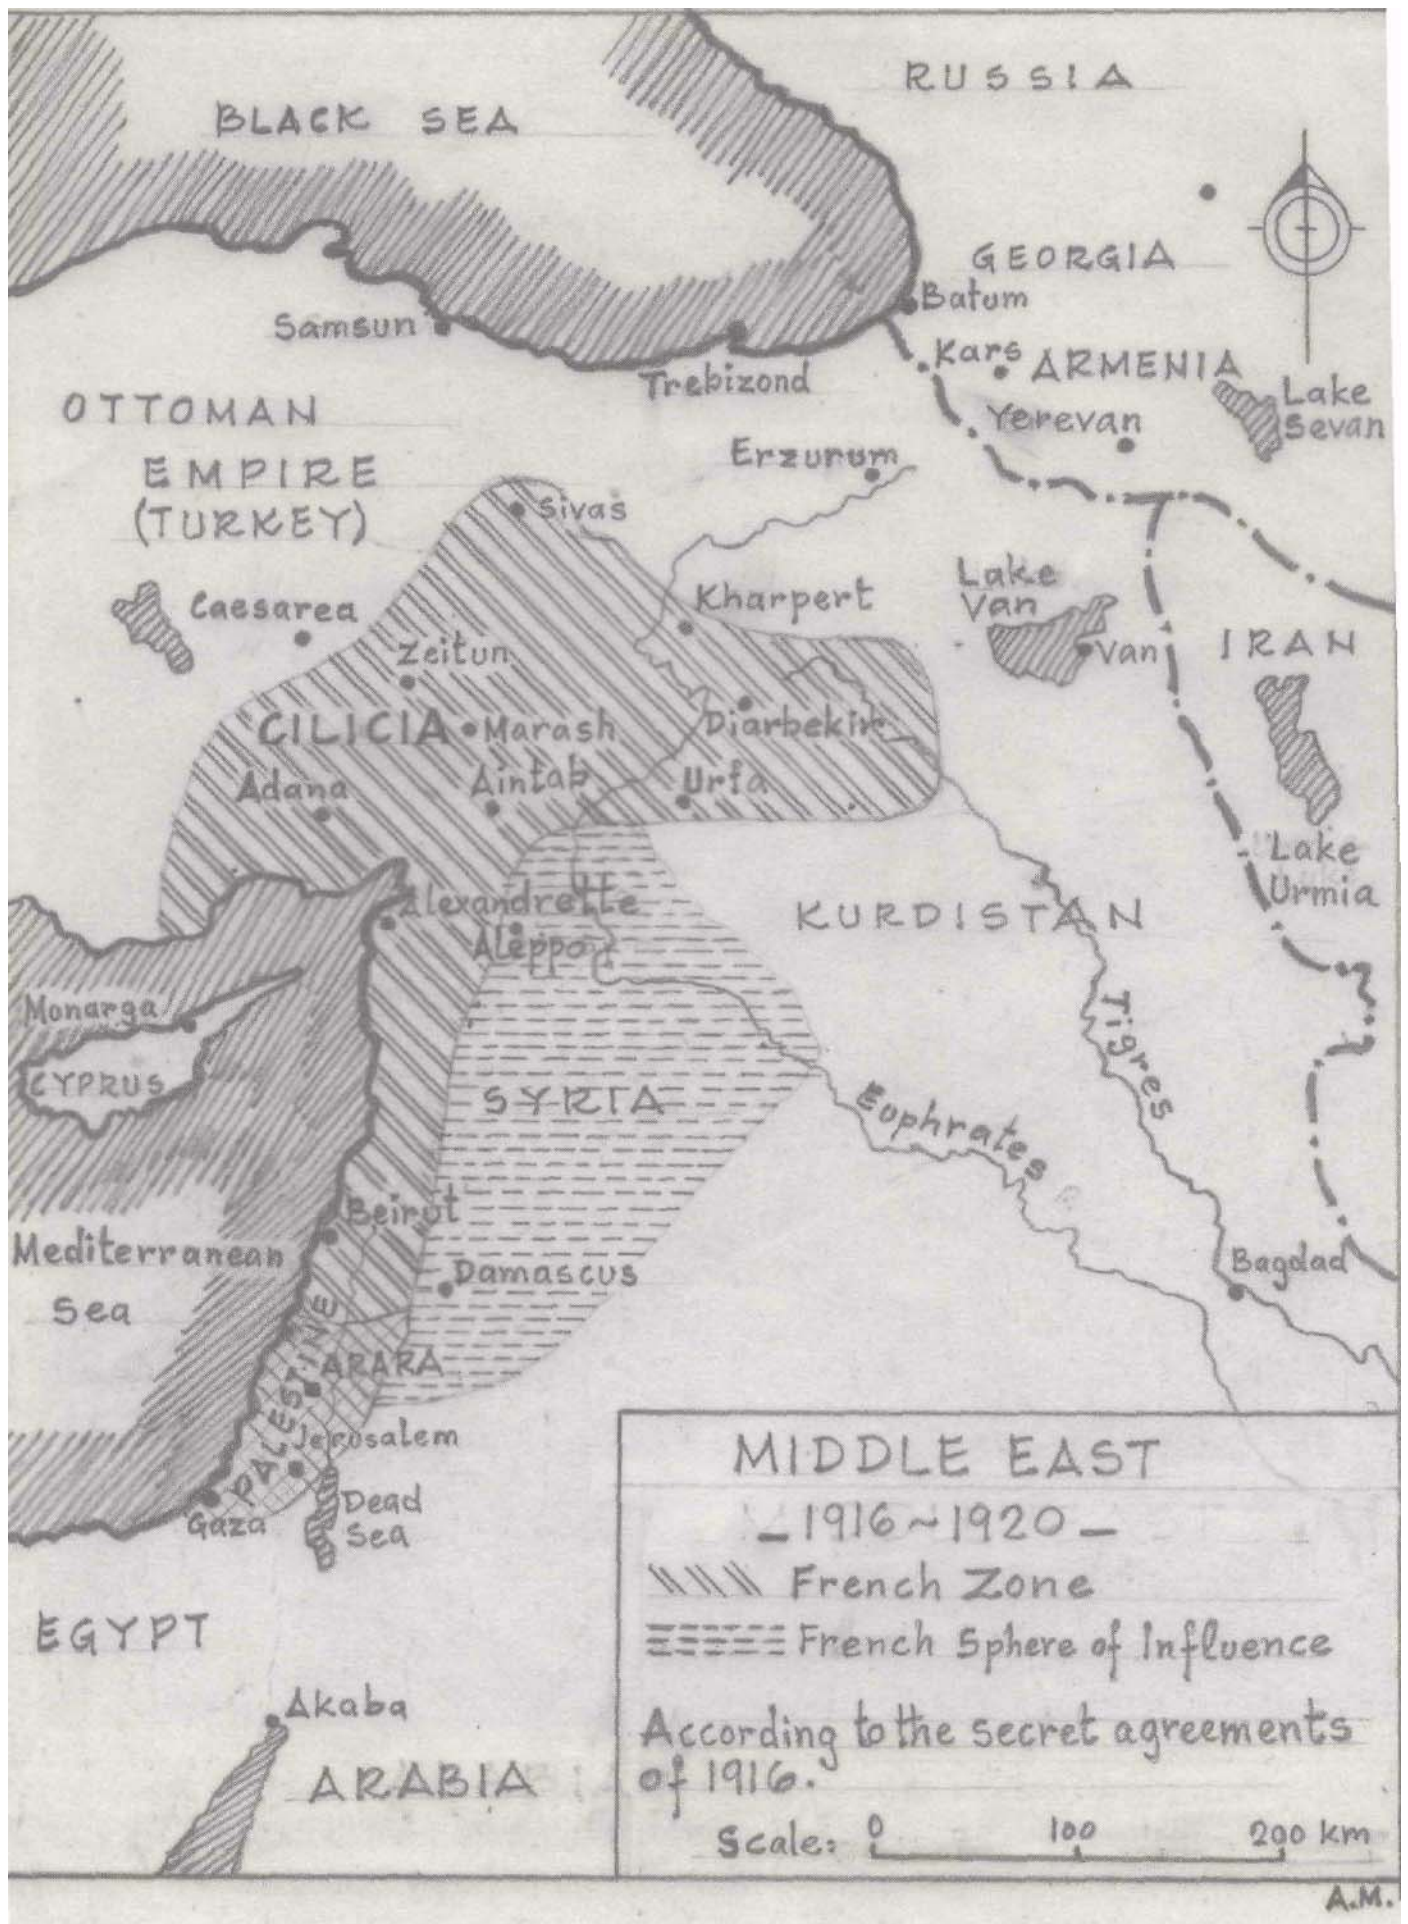 RUSSIA
BLACK SEA
GEORGIA
Batum
Samsun
Kars
ARMENIA
Trebizond
Lake
Sevan
OTTOMAN
Yerevan
EMPIRE
Erzurum
(TURKEY)
Sivas
Lake
Van
Caesarea
Kharpert
Van
IRAN
Zeitun
CILICIA
Marash
Diarbekir
Adana
Aintab
Urfa
Lake
Urmia
Alexandrette
KURDISTAN
Aleppo
Monarga
Tigres
CYPRUS
SYRIA
Euphrates
Beirut
Mediterranean
Sea
Damascus
Bagdad
PALESTINE
ARARA
Jerusalem
Dead
Sea
Gaza
EGYPT
Akaba
ARABIA
MIDDLE EAST
– 1916~1920 –
French Zone
French Sphere of Influence
According to the secret agreements
of 1916.
Scale: 0 100 200 km
A.M.